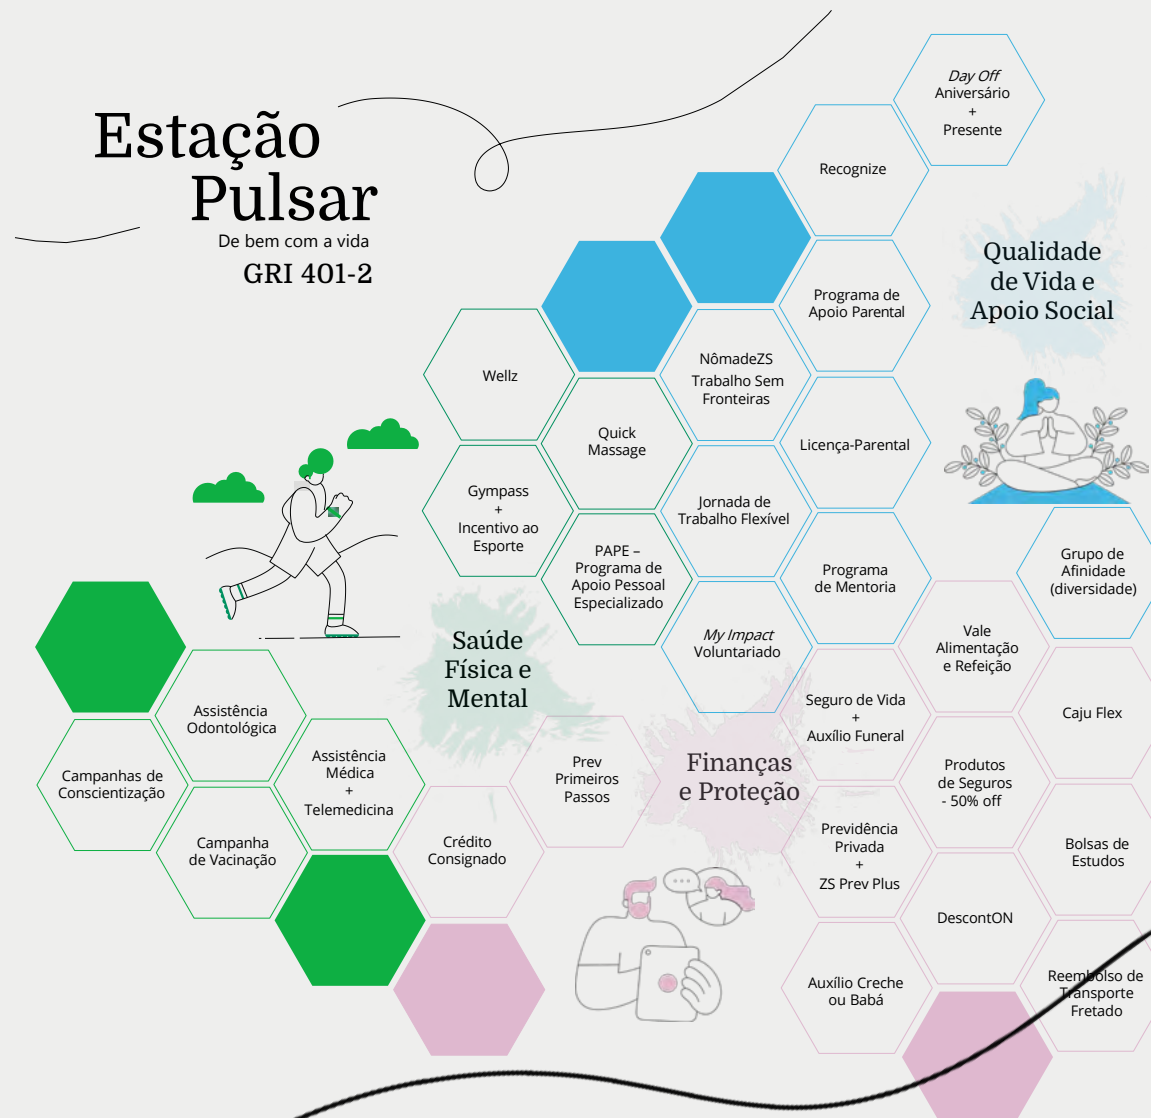 Estação
Pulsar
De bem com a vida
GRI 401-2
Day Off
Aniversário
+
Presente
Recognize
Qualidade
de Vida e
Apoio Social
Programa de
Apoio Parental
NômadeZS
Trabalho Sem
Fronteiras
Wellz
Quick
Massage
Licença-Parental
Gympass
+
Incentivo ao
Esporte
Jornada de
Trabalho Flexível
PAPE –
Programa de
Apoio Pessoal
Especializado
Programa
de Mentoria
Grupo de
Afinidade
(diversidade)
My Impact
Voluntariado
Saúde
Física e
Mental
Vale
Alimentação
e Refeição
Assistência
Odontológica
Seguro de Vida
+
Auxílio Funeral
Caju Flex
Campanhas de
Conscientização
Assistência
Médica
+
Telemedicina
Prev
Primeiros
Passos
Finanças
e Proteção
Produtos
de Seguros
- 50% off
Campanha
de Vacinação
Crédito
Consignado
Previdência
Privada
+
ZS Prev Plus
Bolsas de
Estudos
DescontON
Auxílio Creche
ou Babá
Reembolso de
Transporte
Fretado